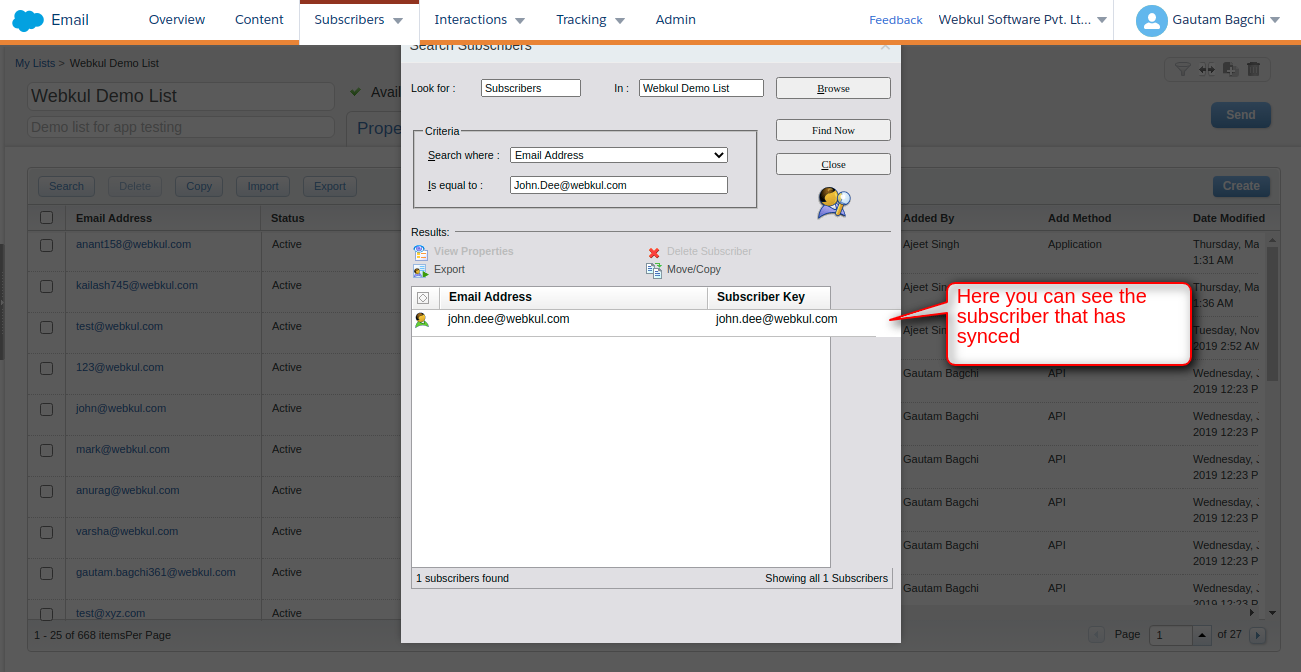 Email
Overview
Content
Subscribers
Interactions
Tracking
Admin
Feedback
Webkul Software Pvt. Lt...
Gautam Bagchi
My Lists > Webkul Demo List
Webkul Demo List
Demo list for app testing
Avail
Prope
Send
Search
Delete
Copy
Import
Export
Create
Email Address Status Added By Add Method Date Modified
anant158@webkul.com Active Ajeet Singh Application Thursday, Ma
1:31 AM
kailash745@webkul.com Active Ajeet Sin Thursday, Ma
1:36 AM
test@webkul.com Active Ajeet Sin Tuesday, Nov
2019 2:52 AM
123@webkul.com Active Gautam Bagchi API Wednesday, J
2019 12:23 P
john@webkul.com Active Gautam Bagchi API Wednesday, J
2019 12:23 P
mark@webkul.com Active Gautam Bagchi API Wednesday, J
2019 12:23 P
anurag@webkul.com Active Gautam Bagchi API Wednesday, J
2019 12:23 P
varsha@webkul.com Active Gautam Bagchi API Wednesday, J
2019 12:23 P
gautam.bagchi361@webkul.com Active Gautam Bagchi API Wednesday, J
2019 12:23 P
test@xyz.com Active
1 - 25 of 668 itemsPer Page
Page 1 of 27
Search Subscribers
Look for : Subscribers In : Webkul Demo List Browse
Criteria
Find Now
Search where : Email Address
Close
Is equal to : John.Dee@webkul.com
Results:
View Properties
Delete Subscriber
Export
Move/Copy
Email Address Subscriber Key
john.dee@webkul.com john.dee@webkul.com
1 subscribers found Showing all 1 Subscribers
Here you can see the
subscriber that has
synced